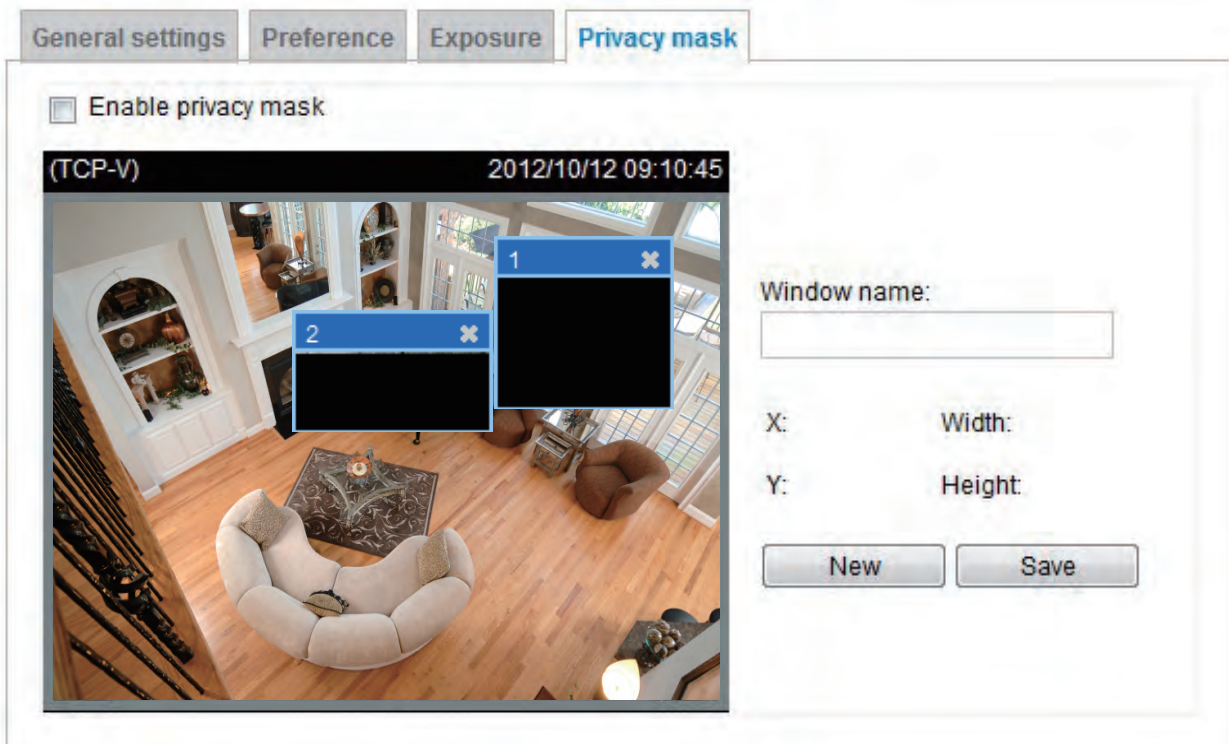 General settings Preference Exposure Privacy mask
Enable privacy mask
(TCP-V) 2012/10/12 09:10:45
1
2
Window name:
X: Width:
Y: Height:
New Save